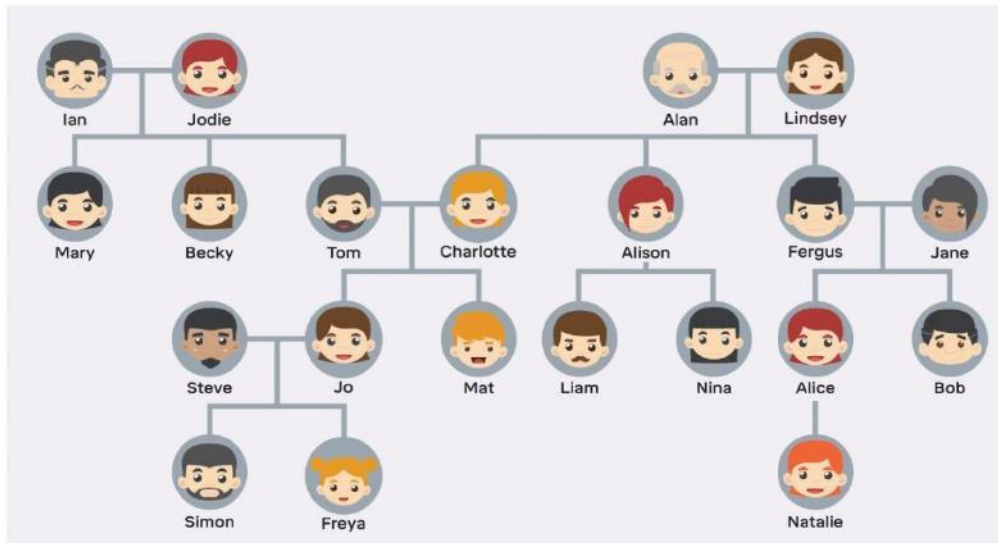 Ian Jodie Alan Lindsey
Mary Becky Tom Charlotte Alison Fergus Jane
Steve Jo Mat Liam Nina Alice Bob
Simon Freya Natalie